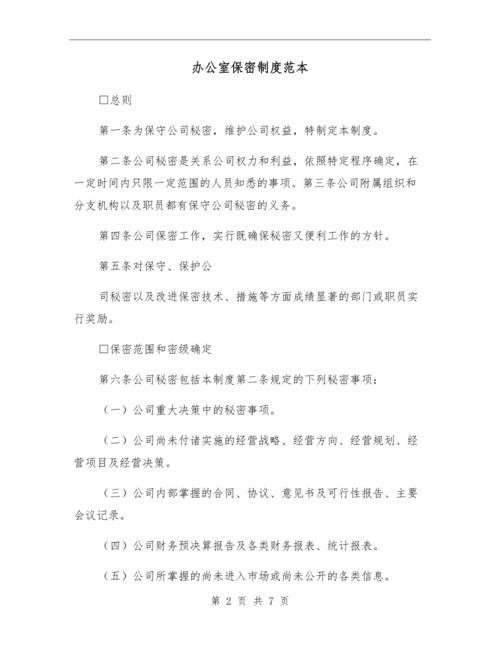 办公室保密制度范本
□总则
第一条为保守公司秘密，维护公司权益，特制定本制度。
第二条公司秘密是关系公司权力和利益，依照特定程序确定，在
一定时间内只限一定范围的人员知悉的事项。第三条公司附属组织和
分支机构以及职员都有保守公司秘密的义务。
第四条公司保密工作，实行既确保秘密又便利工作的方针。
第五条对保守、保护公
司秘密以及改进保密技术、措施等方面成绩显著的部门或职员实
行奖励。
□保密范围和密级确定
第六条公司秘密包括本制度第二条规定的下列秘密事项：
（一）公司重大决策中的秘密事项。
（二）公司尚未付诸实施的经营战略、经营方向、经营规划、经
营项目及经营决策。
（三）公司内部掌握的合同、协议、意见书及可行性报告、主要
会议记录。
（四）公司财务预决算报告及各类财务报表、统计报表。
（五）公司所掌握的尚未进入市场或尚未公开的各类信息。
第 2 页 共 7 页